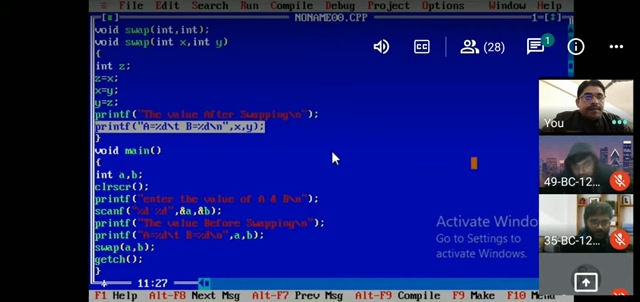 File Edit Search Run Compile Debug Project Options Window Help
NONAME00.CPP 1=[↕]
void swap(int,int);
void swap(int x,int y)
{
int z;
z=x;
x=y;
y=z;
printf("The value After Swapping\n");
printf("A=%d\t B=%d\n",x,y);
}
void main()
{
int a,b;
clrscr();
printf("enter the value of A & B\n");
scanf("%d %d",&a,&b);
printf("The value Before Swapping\n");
printf("A=%d\t B=%d\n",a,b);
swap(a,b);
getch();
}
11:27
F1 Help Alt-F8 Next Msg Alt-F7 Prev Msg Alt-F9 Compile F9 Make F10 Menu
CC
(28)
1
You
49-BC-12...
35-BC-12...
Activate Windo
Go to Settings to
activate Windows.